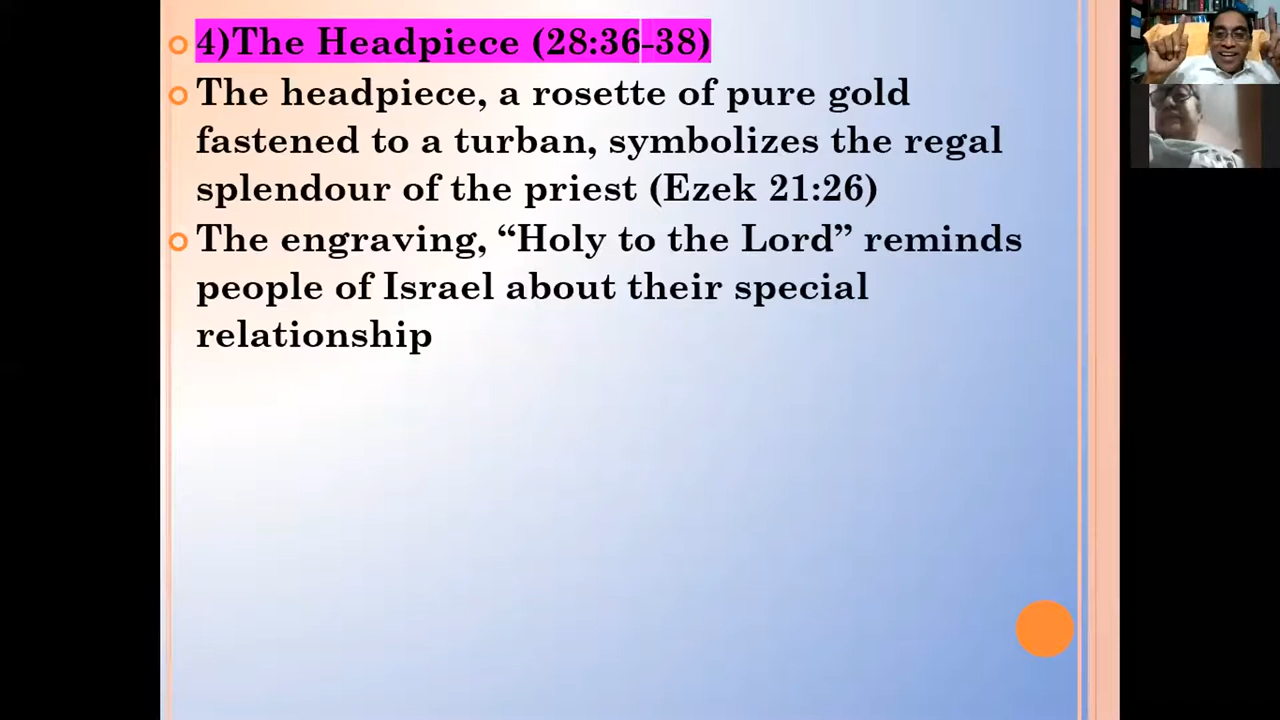 4)The Headpiece (28:36-38)
The headpiece, a rosette of pure gold
fastened to a turban, symbolizes the regal
splendour of the priest (Ezek 21:26)
The engraving, “Holy to the Lord” reminds
people of Israel about their special
relationship